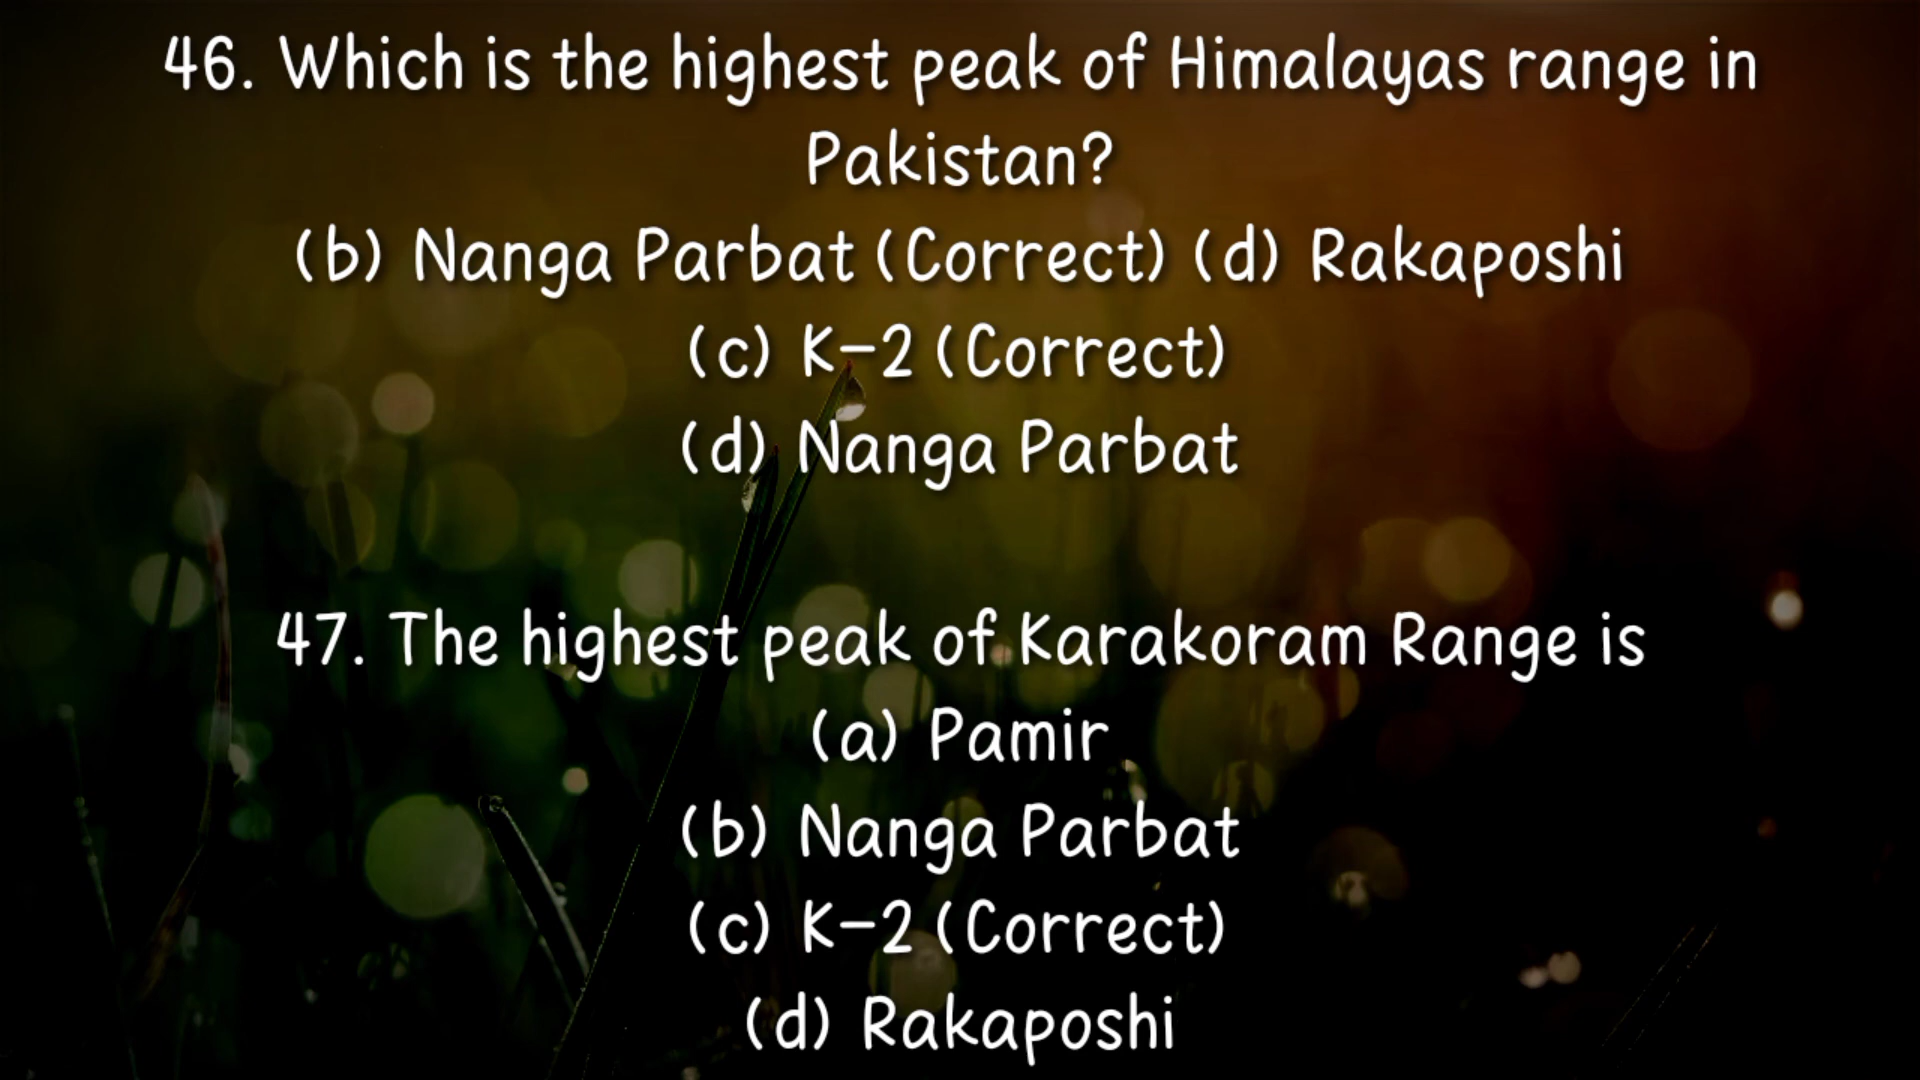 46. Which is the highest peak of Himalayas range in
Pakistan?
(b) Nanga Parbat (Correct) (d) Rakaposhi
(c) K-2 (Correct)
(d) Nanga Parbat
47. The highest peak of Karakoram Range is
(a) Pamir
(b) Nanga Parbat
(c) K-2 (Correct)
(d) Rakaposhi